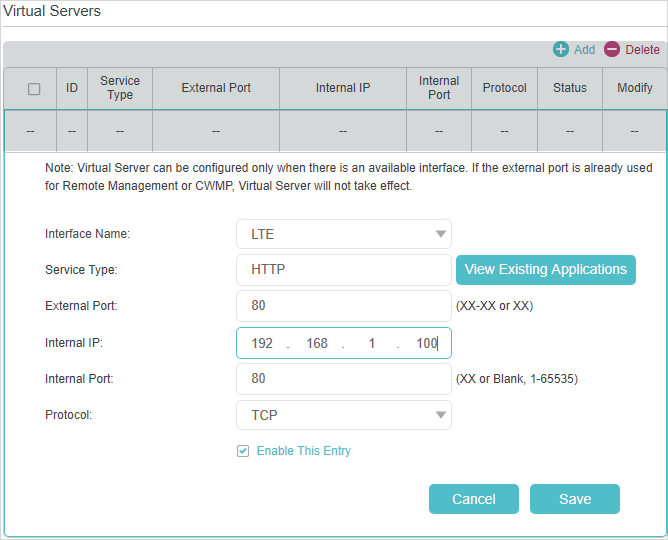 Virtual Servers
Add Delete
ID Service Type External Port Internal IP Internal Port Protocol Status Modify
-- -- -- -- -- -- -- -- --
Note: Virtual Server can be configured only when there is an available interface. If the external port is already used
for Remote Management or CWMP, Virtual Server will not take effect.
Interface Name: LTE
Service Type: HTTP View Existing Applications
External Port: 80 (XX-XX or XX)
Internal IP: 192 . 168 . 1 . 100
Internal Port: 80 (XX or Blank, 1-65535)
Protocol: TCP
Enable This Entry
Cancel Save